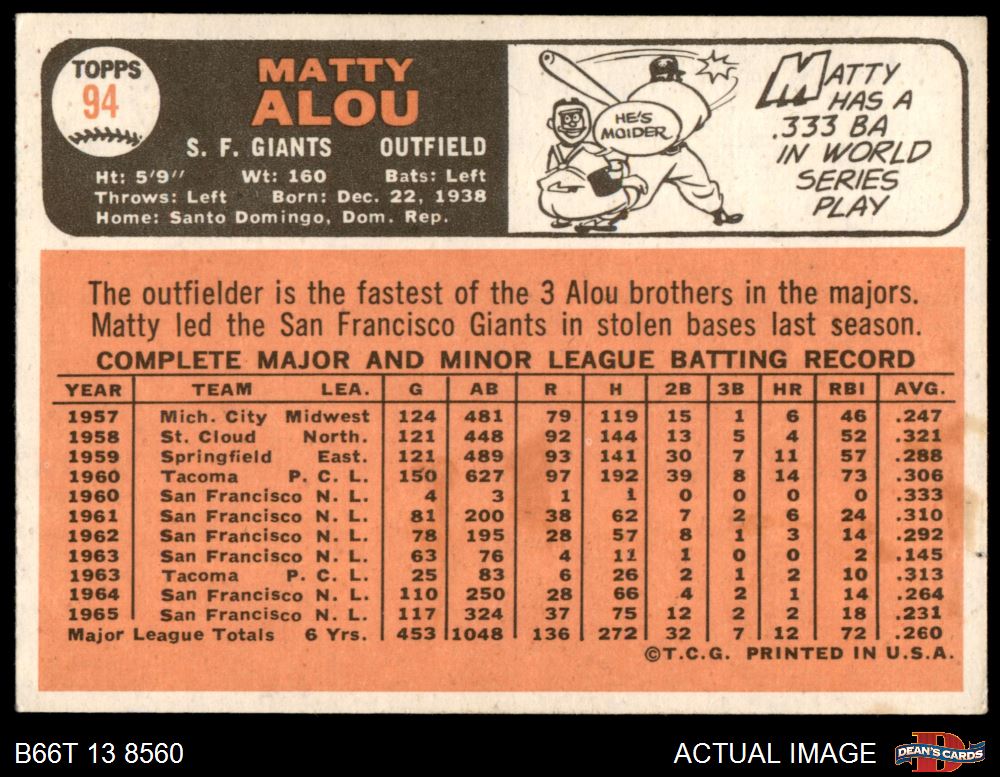 TOPPS
94
MATTY
ALOU
S. F. GIANTS OUTFIELD
Ht: 5'9" Wt: 160 Bats: Left
Throws: Left Born: Dec. 22, 1938
Home: Santo Domingo, Dom. Rep.
HE'S
MOIDER
MATTY
HAS A
.333 BA
IN WORLD
SERIES
PLAY
The outfielder is the fastest of the 3 Alou brothers in the majors.
Matty led the San Francisco Giants in stolen bases last season.
COMPLETE MAJOR AND MINOR LEAGUE BATTING RECORD
YEAR TEAM LEA. G AB R H 2B 3B HR RBI AVG.
1957 Mich. City Midwest 124 481 79 119 15 1 6 46 .247
1958 St. Cloud North. 121 448 92 144 13 5 4 52 .321
1959 Springfield East. 121 489 93 141 30 7 11 57 .288
1960 Tacoma P. C. L. 150 627 97 192 39 8 14 73 .306
1960 San Francisco N. L. 4 3 1 1 0 0 0 0 .333
1961 San Francisco N. L. 81 200 38 62 7 2 6 24 .310
1962 San Francisco N. L. 78 195 28 57 8 1 3 14 .292
1963 San Francisco N. L. 63 76 4 11 1 0 0 2 .145
1963 Tacoma P. C. L. 25 83 6 26 2 1 2 10 .313
1964 San Francisco N. L. 110 250 28 66 4 2 1 14 .264
1965 San Francisco N. L. 117 324 37 75 12 2 2 18 .231
Major League Totals 6 Yrs. 453 1048 136 272 32 7 12 72 .260
©T.C.G. PRINTED IN U.S.A.
B66T 13 8560
ACTUAL IMAGE
D
DEAN'S CARDS